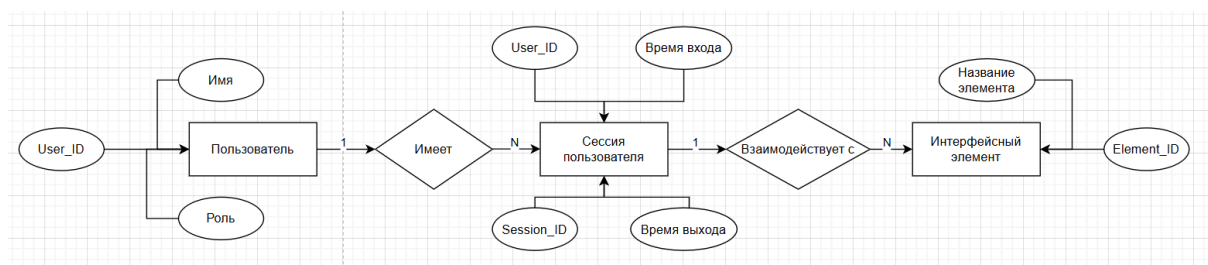 User_ID
Время входа
Имя
Название
элемента
User_ID
Пользователь
1
Имеет
N
Сессия
пользователя
1
Взаимодействует с
N
Интерфейсный
элемент
Element_ID
Роль
Session_ID
Время выхода